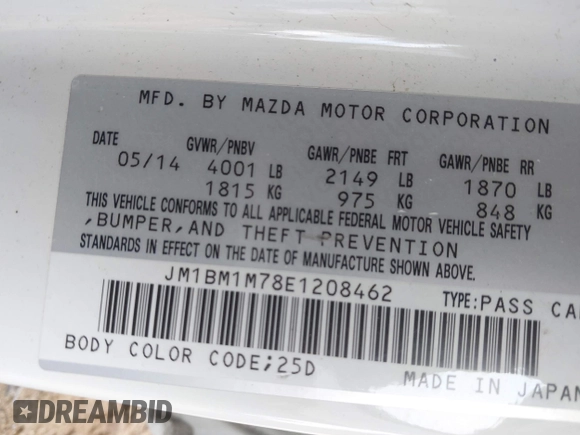 MFD. BY MAZDA MOTOR CORPORATION
DATE GVWR/PNBV GAWR/PNBE FRT GAWR/PNBE RR
05/14 4001 LB 2149 LB 1870 LB
1815 KG 975 KG 848 KG
THIS VEHICLE CONFORMS TO ALL APPLICABLE FEDERAL MOTOR VEHICLE SAFETY
,BUMPER,AND THEFT PREVENTION
STANDARDS IN EFFECT ON THE DATE OF MANUFACTURE SHOWN ABOVE.
JM1BM1M78E1208462 TYPE:PASS CA
BODY COLOR CODE;25D MADE IN JAPAN
DREAMBID